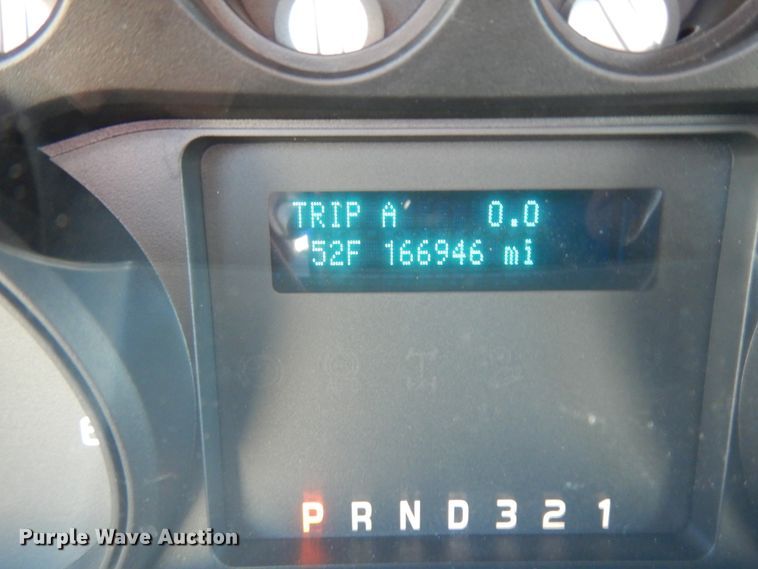 TRIP A 0.0
52F 166946 mi
E
P R N D 3 2 1
Purple Wave Auction